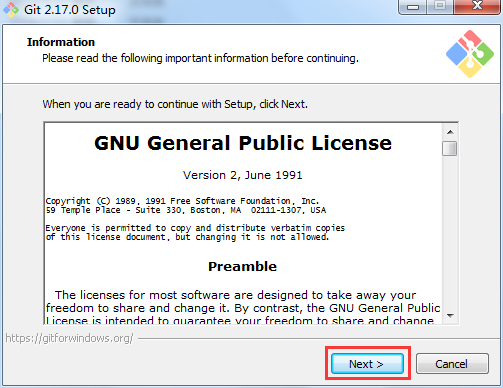 Git 2.17.0 Setup
Information
Please read the following important information before continuing.
When you are ready to continue with Setup, click Next.
GNU General Public License
Version 2, June 1991
Copyright (C) 1989, 1991 Free Software Foundation, Inc.
59 Temple Place - Suite 330, Boston, MA  02111-1307, USA
Everyone is permitted to copy and distribute verbatim copies
of this license document, but changing it is not allowed.
Preamble
The licenses for most software are designed to take away your
freedom to share and change it. By contrast, the GNU General Public
License is intended to guarantee your freedom to share and change
https://gitforwindows.org/
Next >
Cancel